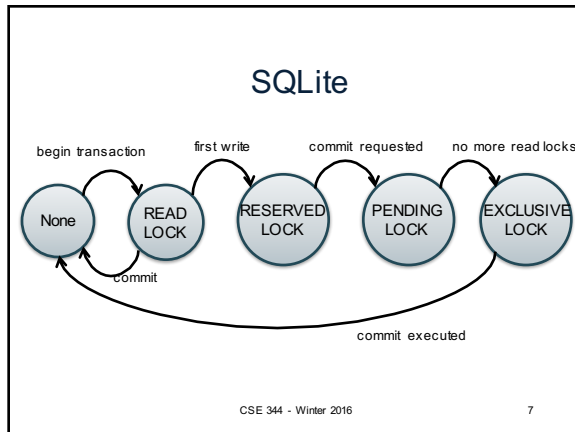 SQLite
begin transaction
first write
commit requested
no more read locks
None
READ
LOCK
RESERVED
LOCK
PENDING
LOCK
EXCLUSIVE
LOCK
commit
commit executed
CSE 344 - Winter 2016
7